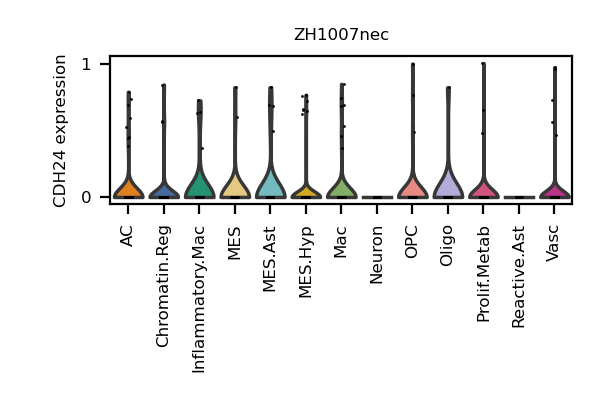 ZH1007nec
CDH24 expression
1
0
AC
Chromatin.Reg
Inflammatory.Mac
MES
MES.Ast
MES.Hyp
Mac
Neuron
OPC
Oligo
Prolif.Metab
Reactive.Ast
Vasc